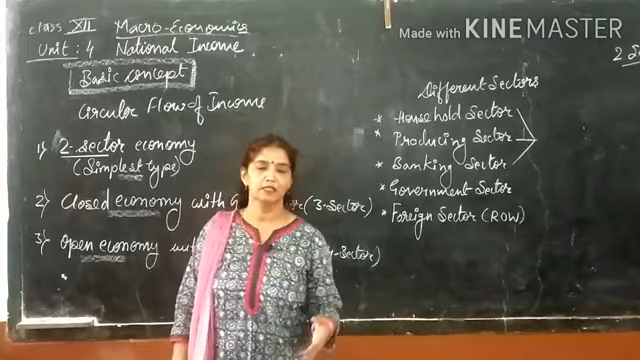 Made with KINEMASTER
class XII Macro-Economics
Unit : 4 National Income
Basic concept
Circular Flow of Income
1) 2-sector economy
(Simplest type)
2) Closed economy with G (3-Sector)
3) Open economy -Sector)
Different Sectors
* Household Sector
* Producing Sector
* Banking Sector
* Government Sector
* Foreign Sector (ROW)
2